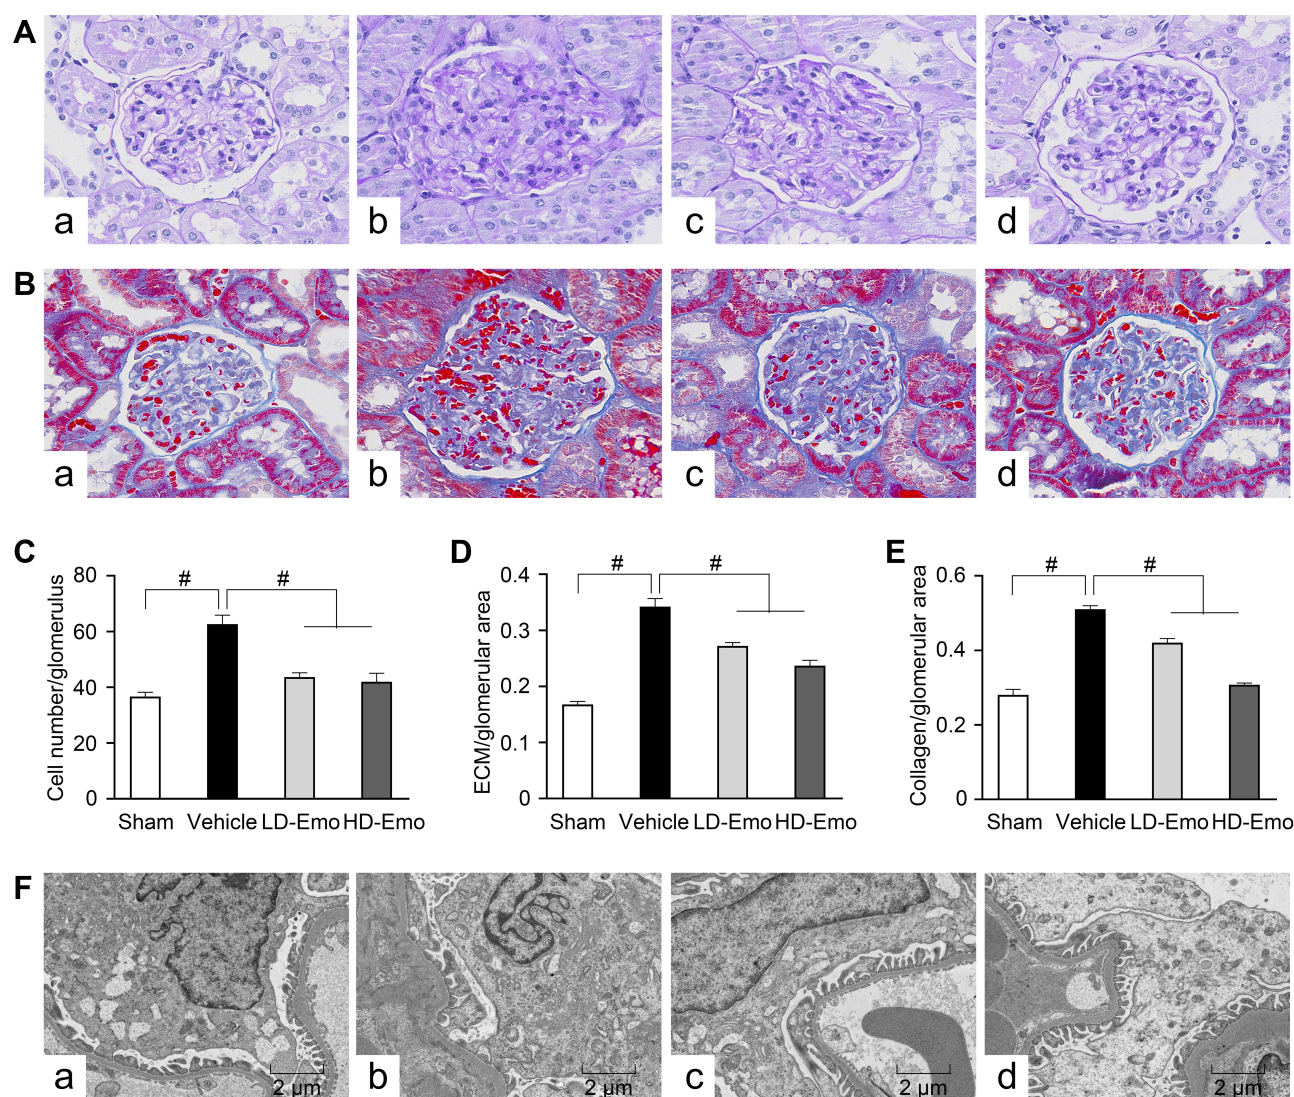 A
a
b
c
d
B
a
b
c
d
C
Cell number/glomerulus
80
60
40
20
0
#
#
Sham Vehicle LD-Emo HD-Emo
D
ECM/glomerular area
0.4
0.3
0.2
0.1
0
#
#
Sham Vehicle LD-Emo HD-Emo
E
Collagen/glomerular area
0.6
0.4
0.2
0
#
#
Sham Vehicle LD-Emo HD-Emo
F
a
2 µm
b
2 µm
c
2 µm
d
2 µm